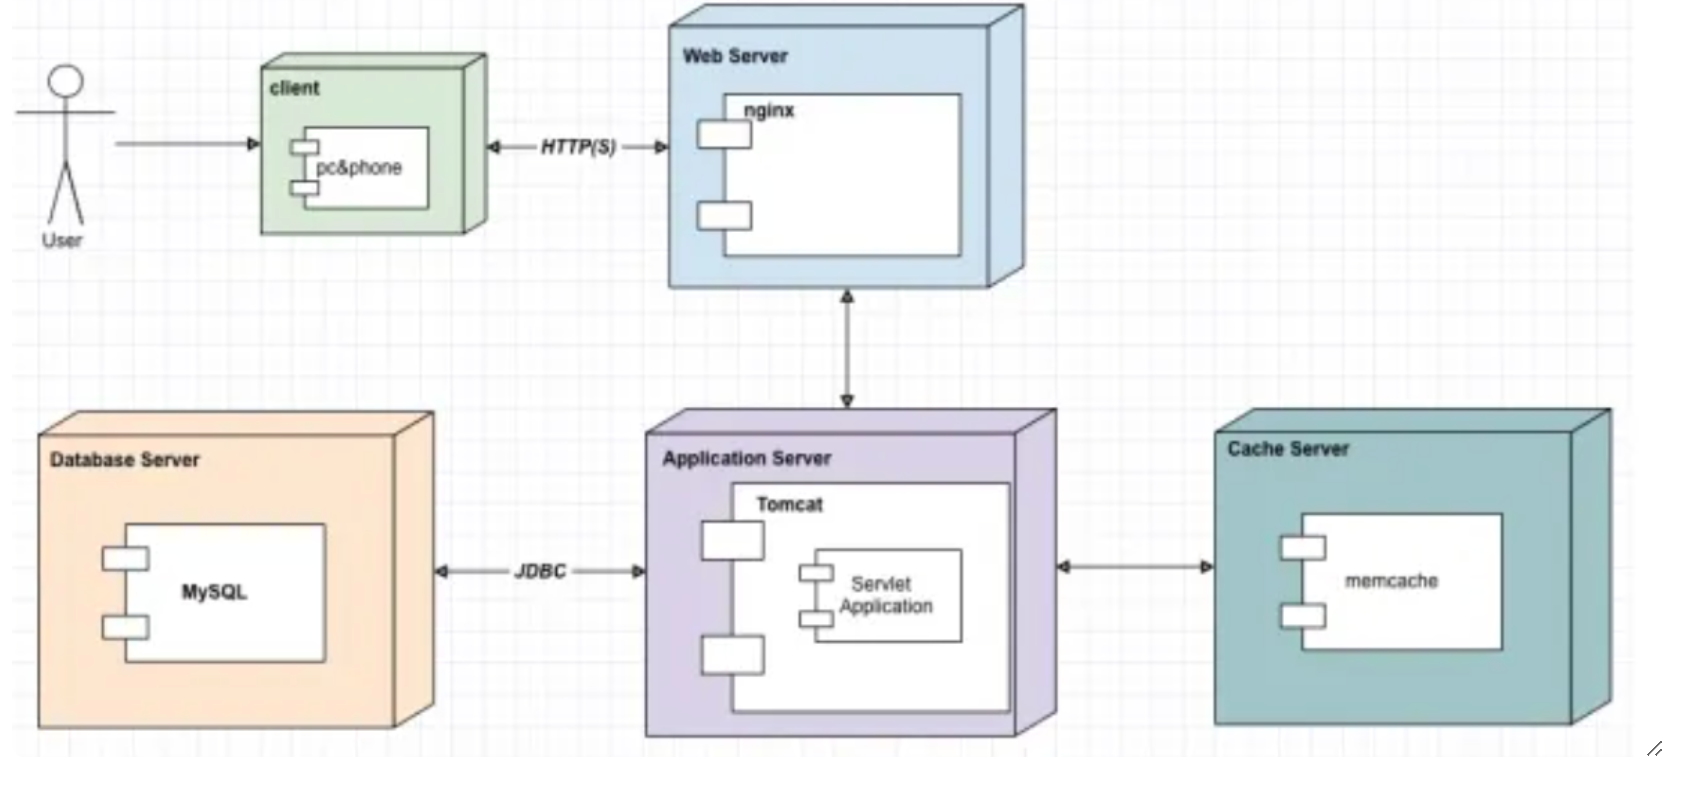 User
client
pc&phone
HTTP(S)
Web Server
nginx
Database Server
MySQL
JDBC
Application Server
Tomcat
Servlet
Application
Cache Server
memcache